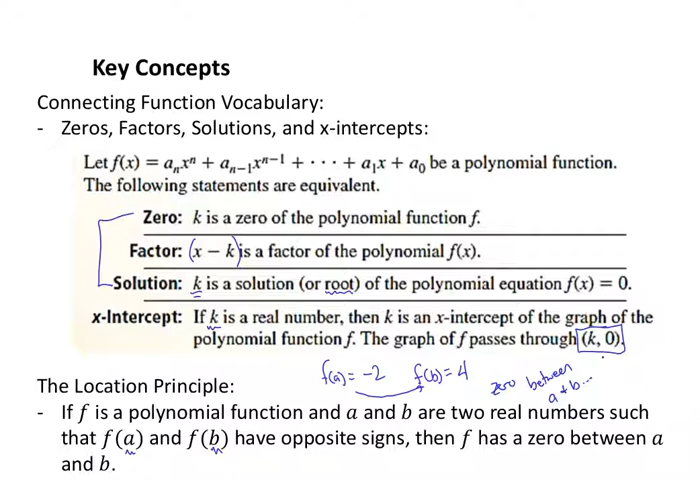 Key Concepts
Connecting Function Vocabulary:
- Zeros, Factors, Solutions, and x-intercepts:
Let f(x) = aₙxⁿ + aₙ₋₁xⁿ⁻¹ + · · · + a₁x + a₀ be a polynomial function.
The following statements are equivalent.
Zero: k is a zero of the polynomial function f.
Factor: (x − k) is a factor of the polynomial f(x).
Solution: k is a solution (or root) of the polynomial equation f(x) = 0.
x-Intercept: If k is a real number, then k is an x-intercept of the graph of the
polynomial function f. The graph of f passes through (k, 0).
f(a) = -2 f(b) = 4
zero between
a + b...
The Location Principle:
- If f is a polynomial function and a and b are two real numbers such
that f(a) and f(b) have opposite signs, then f has a zero between a
and b.